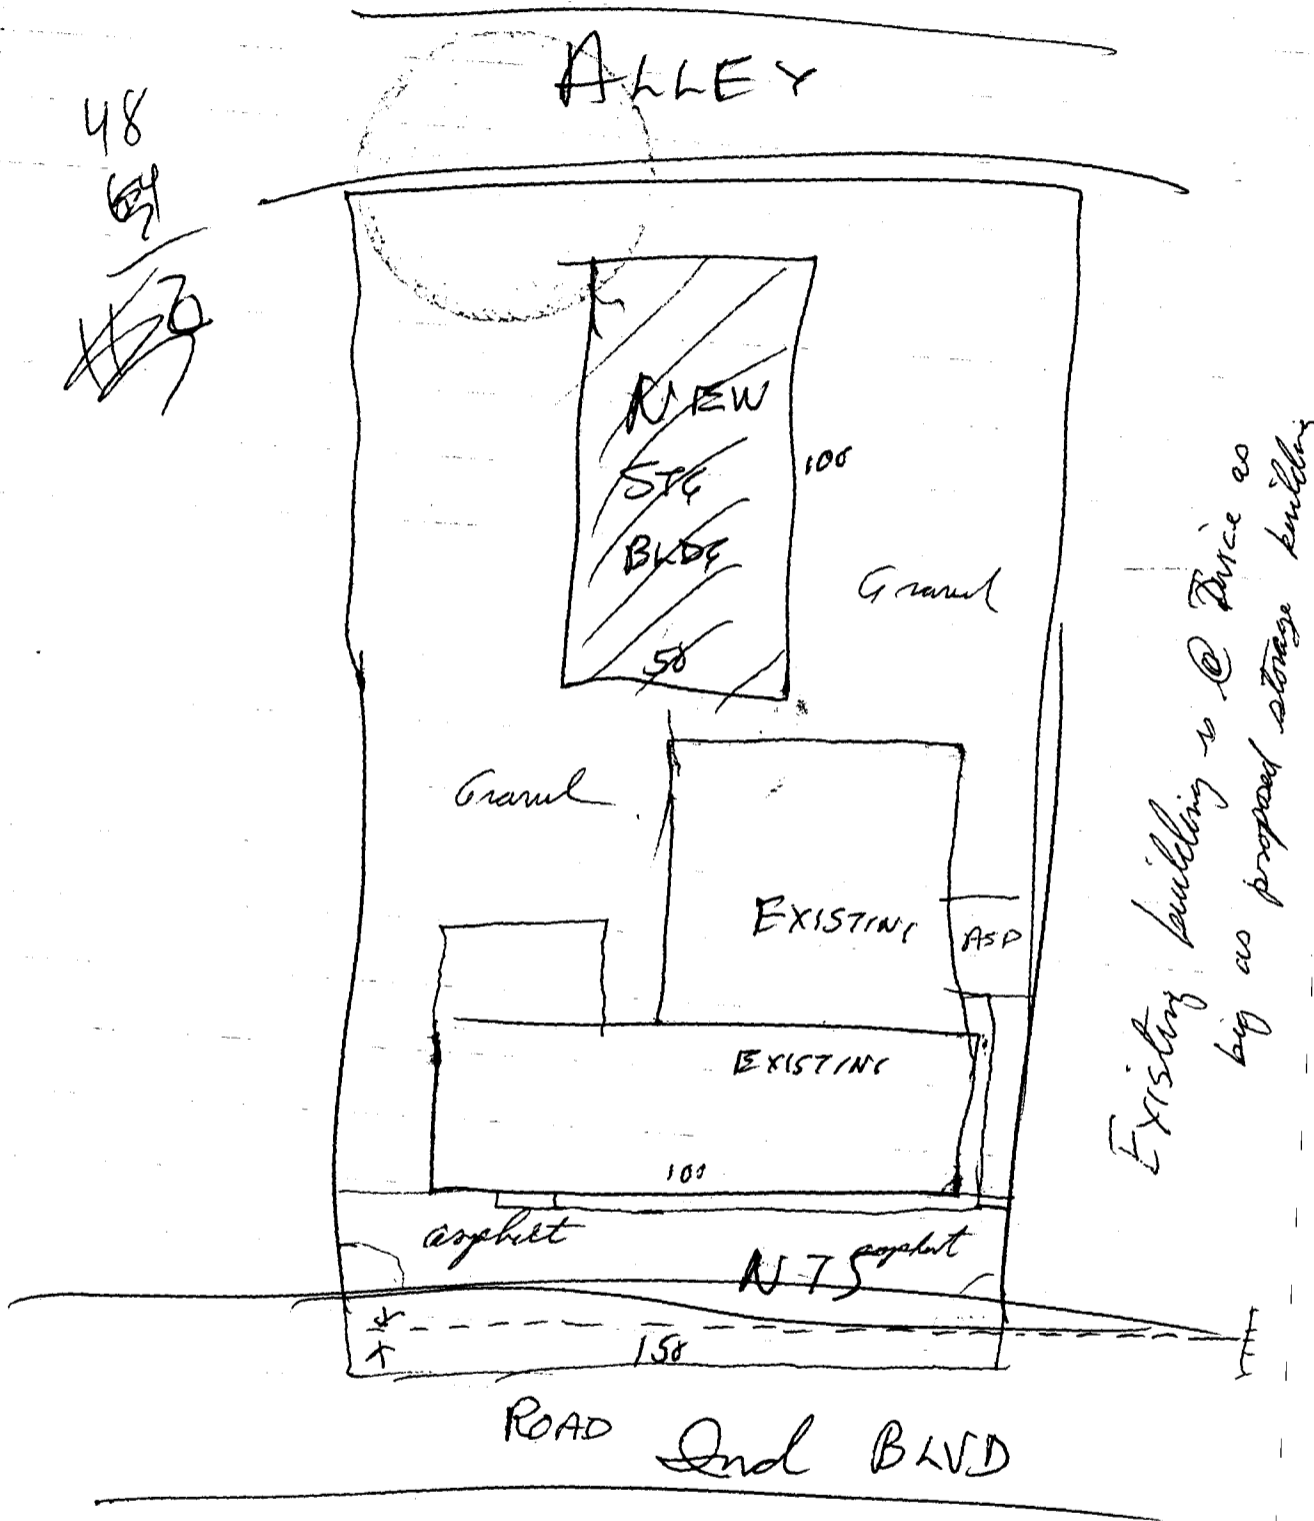 ALLEY
48
64
NEW
STG
BLDG
100
50
Gravel
Gravel
EXISTING
ASP
EXISTING
100
asphalt
asphalt
NTS
150
ROAD 2nd BLVD
Existing building is @ Twice as
big as proposed storage building